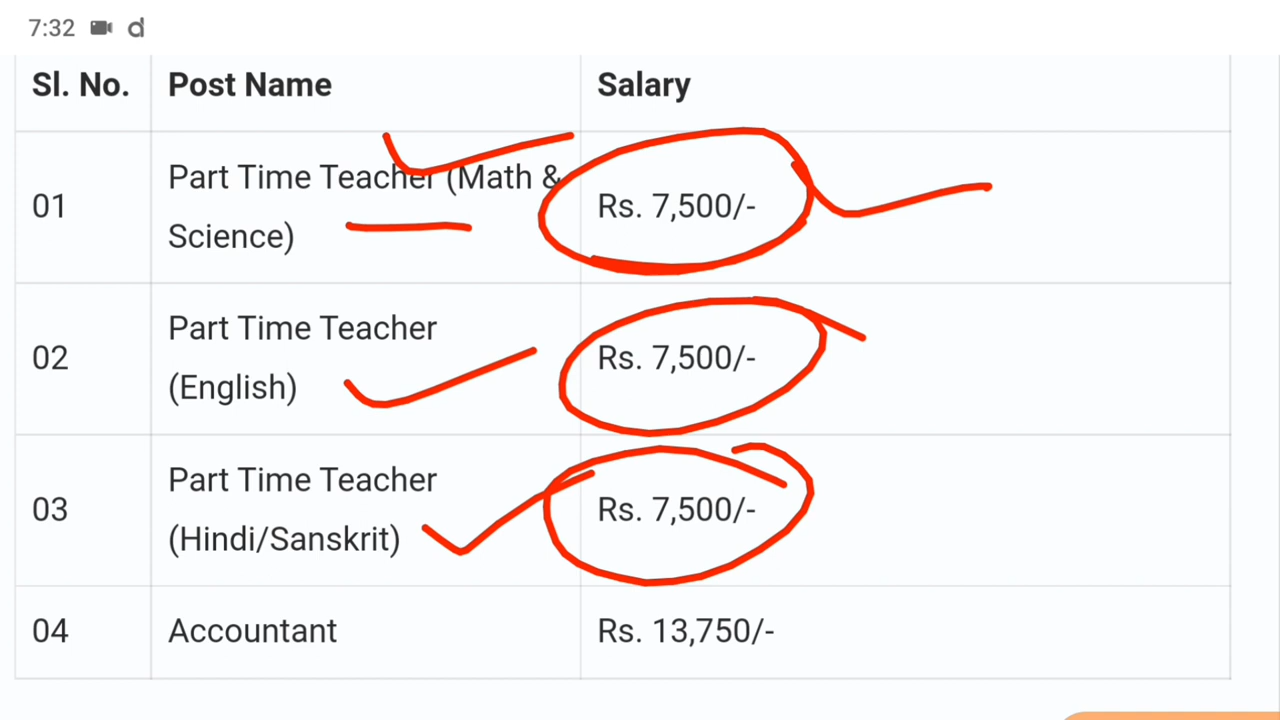 7:32
Sl. No. Post Name Salary
01 Part Time Teacher (Math & Science) Rs. 7,500/-
02 Part Time Teacher (English) Rs. 7,500/-
03 Part Time Teacher (Hindi/Sanskrit) Rs. 7,500/-
04 Accountant Rs. 13,750/-